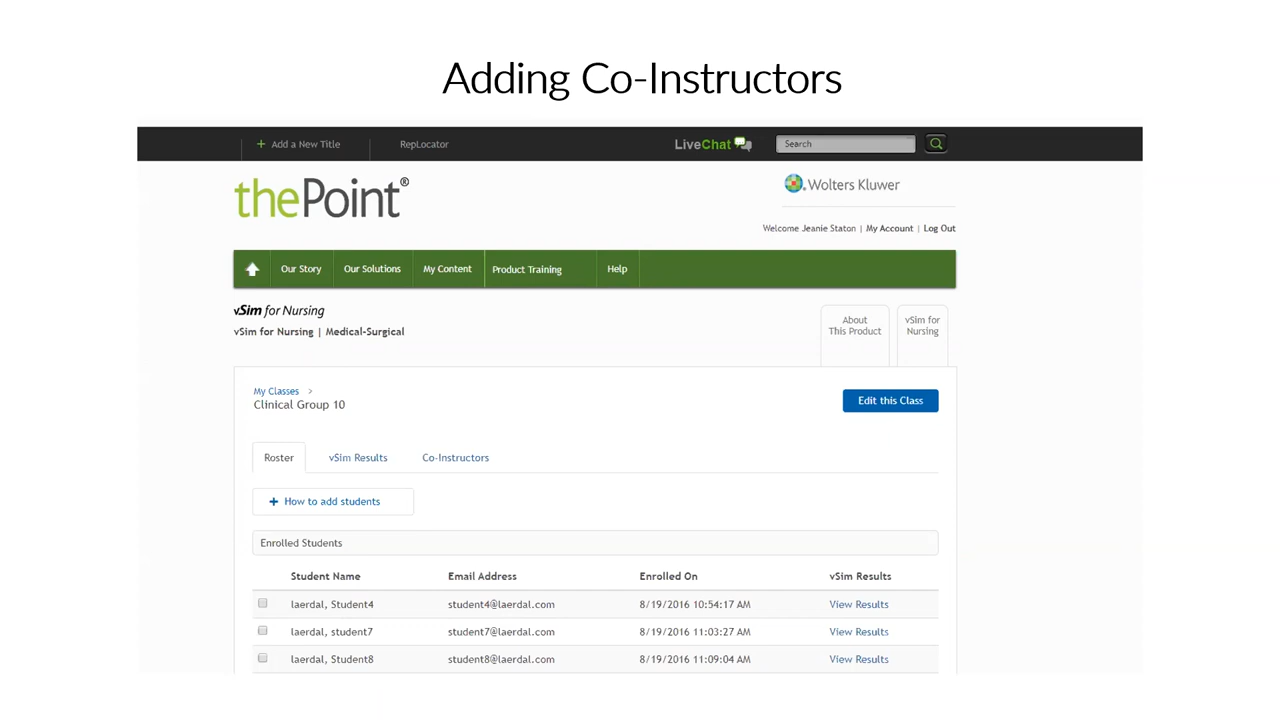 Adding Co-Instructors
+ Add a New Title RepLocator LiveChat Search
thePoint® Wolters Kluwer
Welcome Jeanie Staton | My Account | Log Out
Our Story Our Solutions My Content Product Training Help
vSim for Nursing
vSim for Nursing | Medical-Surgical
About This Product
vSim for Nursing
My Classes >
Clinical Group 10
Edit this Class
Roster vSim Results Co-Instructors
+ How to add students
Enrolled Students
Student Name Email Address Enrolled On vSim Results
laerdal, Student4 student4@laerdal.com 8/19/2016 10:54:17 AM View Results
laerdal, student7 student7@laerdal.com 8/19/2016 11:03:27 AM View Results
laerdal, Student8 student8@laerdal.com 8/19/2016 11:09:04 AM View Results